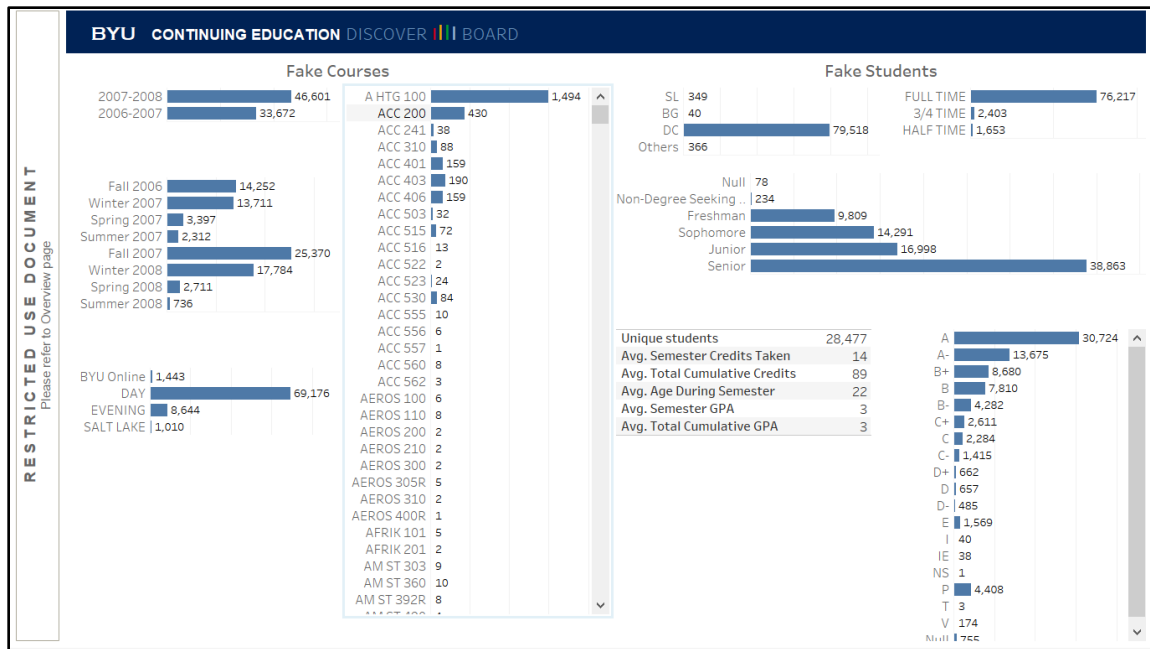 BYU CONTINUING EDUCATION DISCOVER BOARD
RESTRICTED USE DOCUMENT
Please refer to Overview page
Fake Courses
2007-2008 46,601
2006-2007 33,672
Fall 2006 14,252
Winter 2007 13,711
Spring 2007 3,397
Summer 2007 2,312
Fall 2007 25,370
Winter 2008 17,784
Spring 2008 2,711
Summer 2008 736
BYU Online 1,443
DAY 69,176
EVENING 8,644
SALT LAKE 1,010
A HTG 100 1,494
ACC 200 430
ACC 241 38
ACC 310 88
ACC 401 159
ACC 403 190
ACC 406 159
ACC 503 32
ACC 515 72
ACC 516 13
ACC 522 2
ACC 523 24
ACC 530 84
ACC 555 10
ACC 556 6
ACC 557 1
ACC 560 8
ACC 562 3
AEROS 100 6
AEROS 110 8
AEROS 200 2
AEROS 210 2
AEROS 300 2
AEROS 305R 5
AEROS 310 2
AEROS 400R 1
AFRIK 101 5
AFRIK 201 2
AM ST 303 9
AM ST 360 10
AM ST 392R 8
Fake Students
SL 349
BG 40
DC 79,518
Others 366
FULL TIME 76,217
3/4 TIME 2,403
HALF TIME 1,653
Null 78
Non-Degree Seeking .. 234
Freshman 9,809
Sophomore 14,291
Junior 16,998
Senior 38,863
Unique students 28,477
Avg. Semester Credits Taken 14
Avg. Total Cumulative Credits 89
Avg. Age During Semester 22
Avg. Semester GPA 3
Avg. Total Cumulative GPA 3
A 30,724
A- 13,675
B+ 8,680
B 7,810
B- 4,282
C+ 2,611
C 2,284
C- 1,415
D+ 662
D 657
D- 485
E 1,569
I 40
IE 38
NS 1
P 4,408
T 3
V 174
Null 755